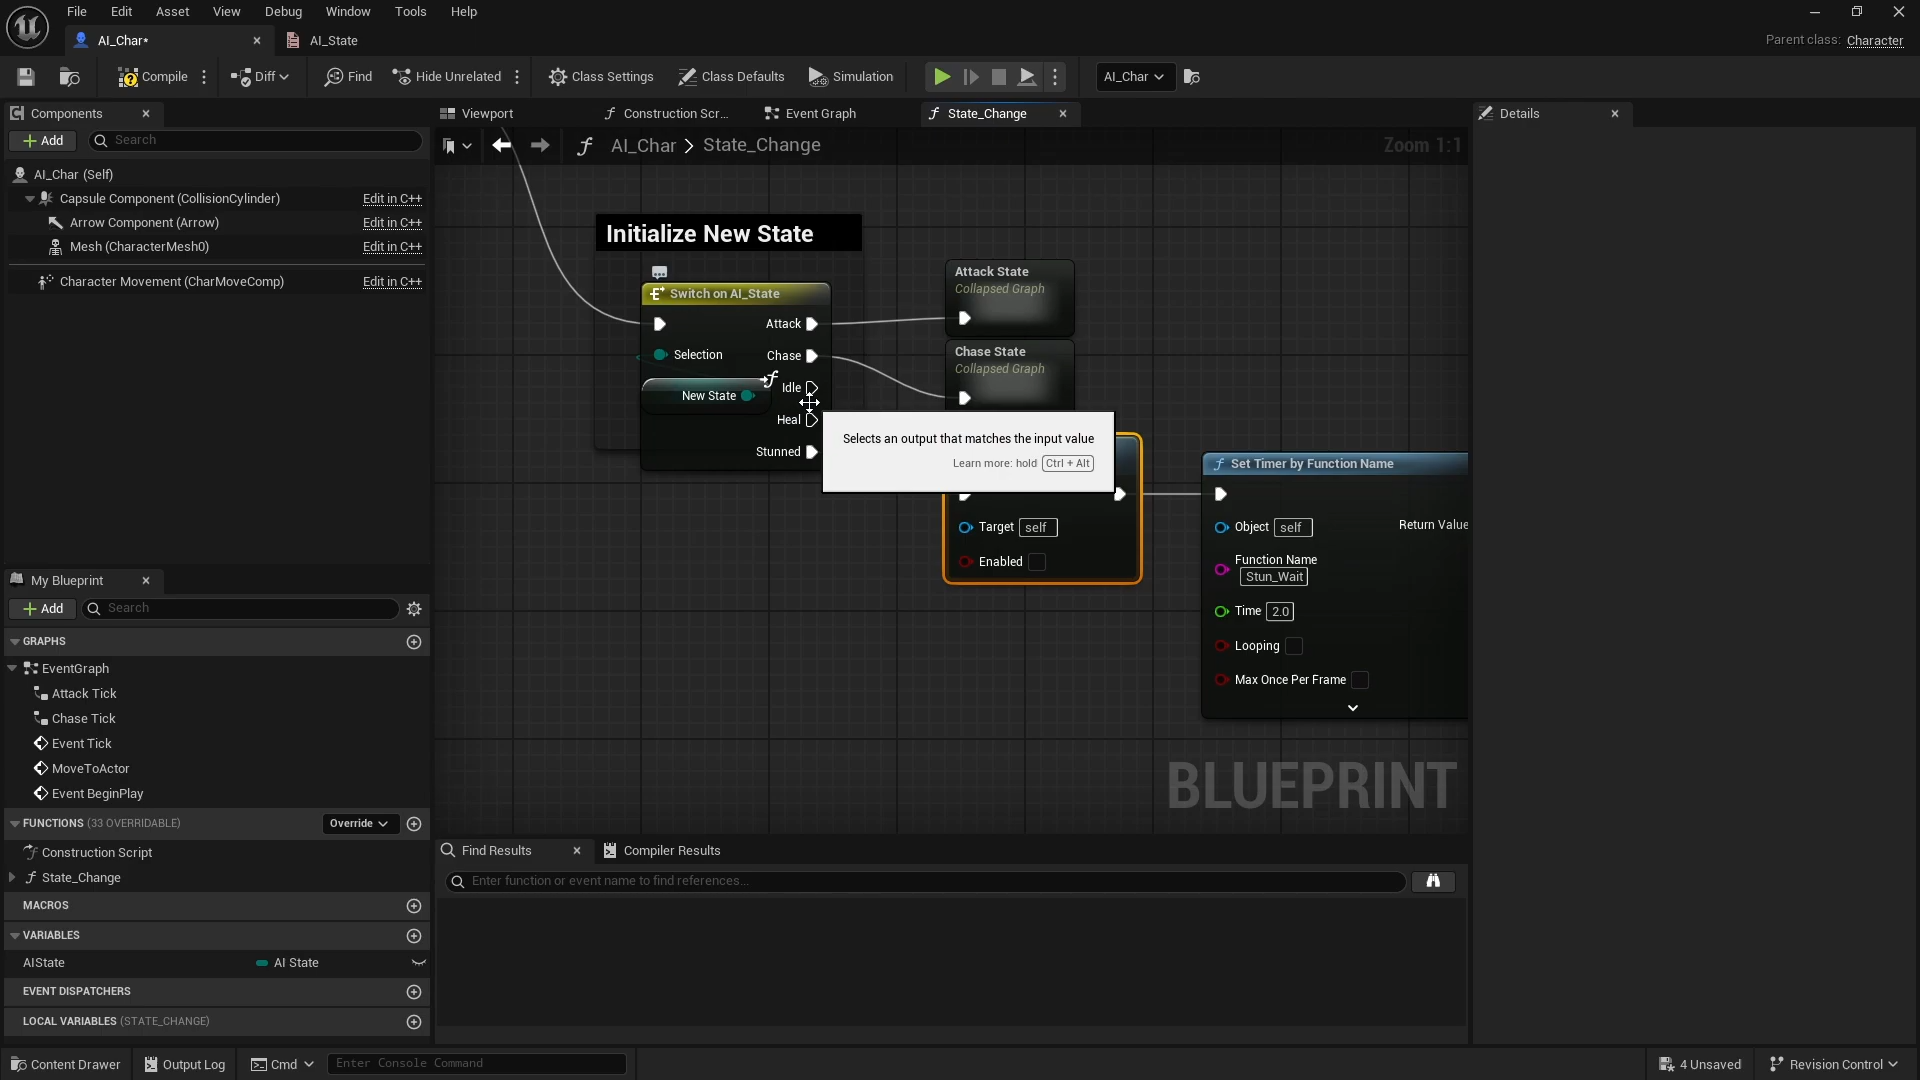 File Edit Asset View Debug Window Tools Help
AI_Char*
AI_State
Parent class: Character
Compile
Diff
Find
Hide Unrelated
Class Settings
Class Defaults
Simulation
AI_Char
Components
Add
Search
AI_Char (Self)
Capsule Component (CollisionCylinder) Edit in C++
Arrow Component (Arrow) Edit in C++
Mesh (CharacterMesh0) Edit in C++
Character Movement (CharMoveComp) Edit in C++
My Blueprint
Add
Search
GRAPHS
EventGraph
Attack Tick
Chase Tick
Event Tick
MoveToActor
Event BeginPlay
FUNCTIONS (33 OVERRIDABLE) Override
Construction Script
State_Change
MACROS
VARIABLES
AIState AI State
EVENT DISPATCHERS
LOCAL VARIABLES (STATE_CHANGE)
Viewport
Construction Scr...
Event Graph
State_Change
AI_Char > State_Change
Zoom 1:1
Initialize New State
Switch on AI_State
Attack
Selection
Chase
New State
Idle
Heal
Stunned
Attack State
Collapsed Graph
Chase State
Collapsed Graph
Selects an output that matches the input value
Learn more: hold Ctrl + Alt
Target self
Enabled
Set Timer by Function Name
Object self
Return Value
Function Name
Stun_Wait
Time 2.0
Looping
Max Once Per Frame
BLUEPRINT
Find Results
Compiler Results
Enter function or event name to find references...
Details
Content Drawer
Output Log
Cmd
Enter Console Command
4 Unsaved
Revision Control